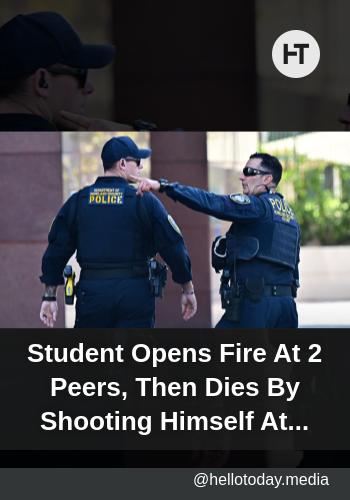 HT
DEPARTMENT OF
HOMELAND SECURITY
POLICE
POLICE
Student Opens Fire At 2
Peers, Then Dies By
Shooting Himself At...
@hellotoday.media